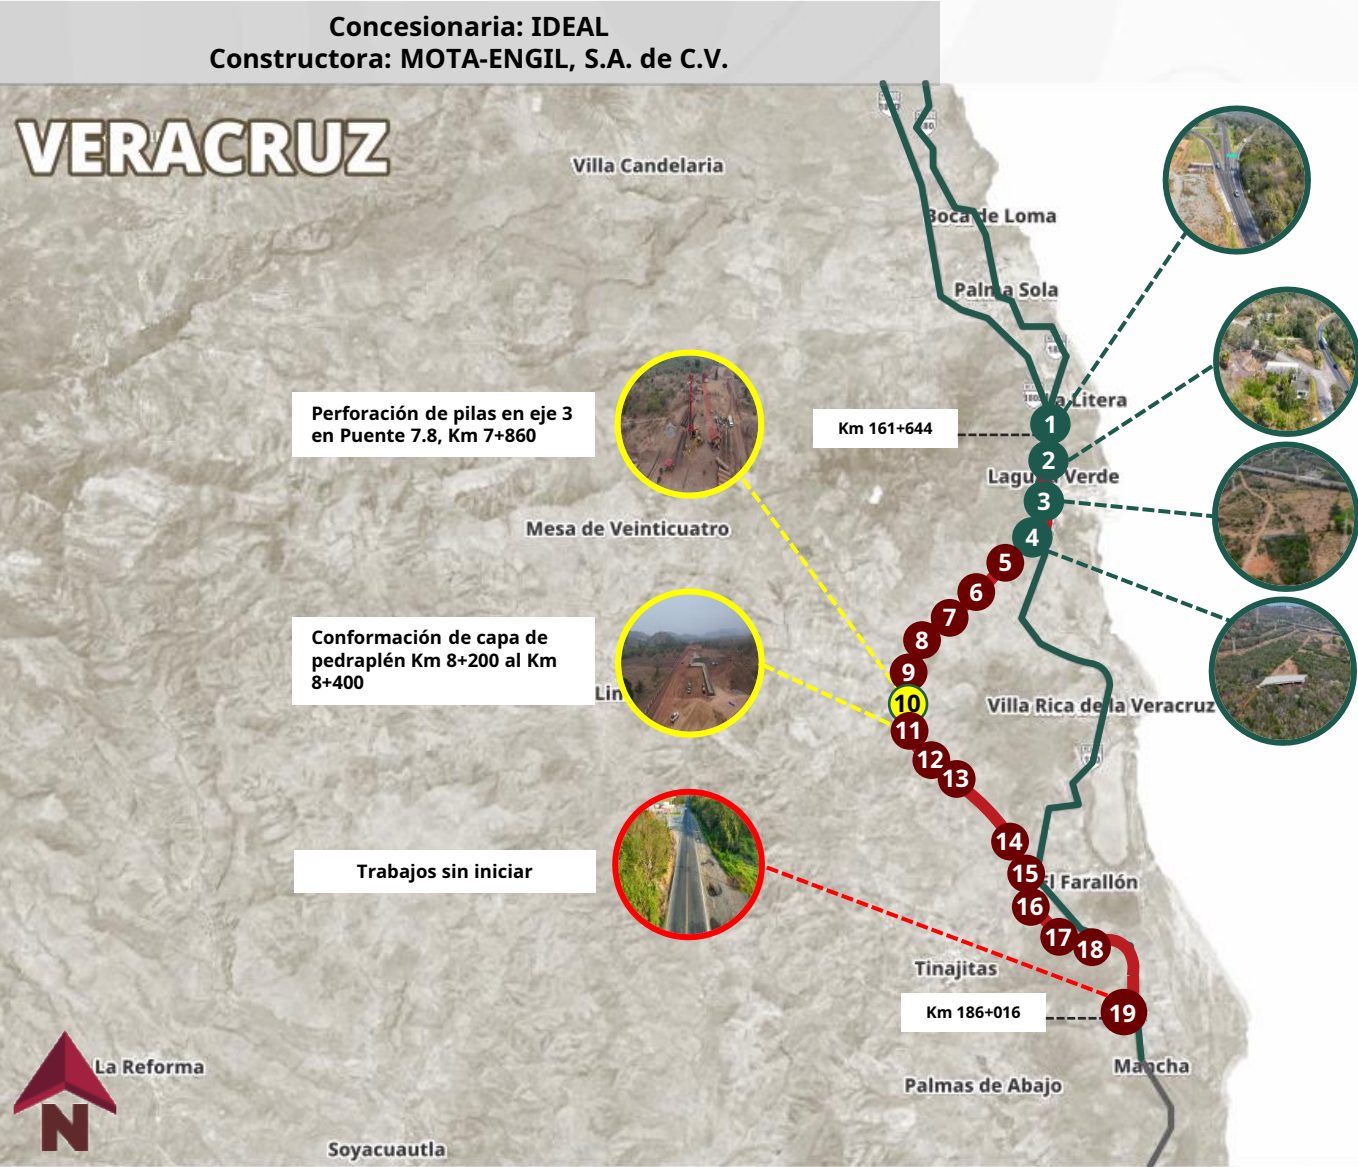 Concesionaria: IDEAL
Constructora: MOTA-ENGIL, S.A. de C.V.
VERACRUZ
Villa Candelaria
Boca de Loma
Palma Sola
La Litera
Perforación de pilas en eje 3
en Puente 7.8, Km 7+860
Km 161+644
1
2
Laguna Verde
3
Mesa de Veinticuatro
4
5
6
7
8
Conformación de capa de
pedraplén Km 8+200 al Km
8+400
Lin
9
10
Villa Rica de la Veracruz
11
12
13
14
Trabajos sin iniciar
15
El Farallón
16
17
18
Tinajitas
Km 186+016
19
La Reforma
Mancha
Palmas de Abajo
N
Soyacuautla